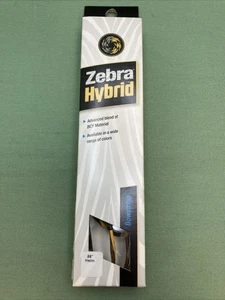 Zebra
Hybrid
Advanced blend of
BCY Material
Available in a wide
range of colors